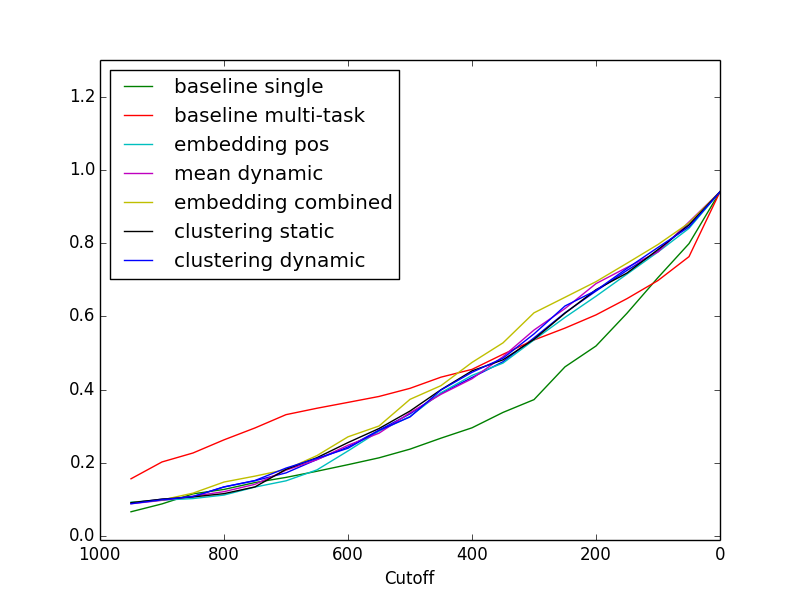 1.2
1.0
0.8
0.6
0.4
0.2
0.0
baseline single
baseline multi-task
embedding pos
mean dynamic
embedding combined
clustering static
clustering dynamic
1000 800 600 400 200 0
Cutoff